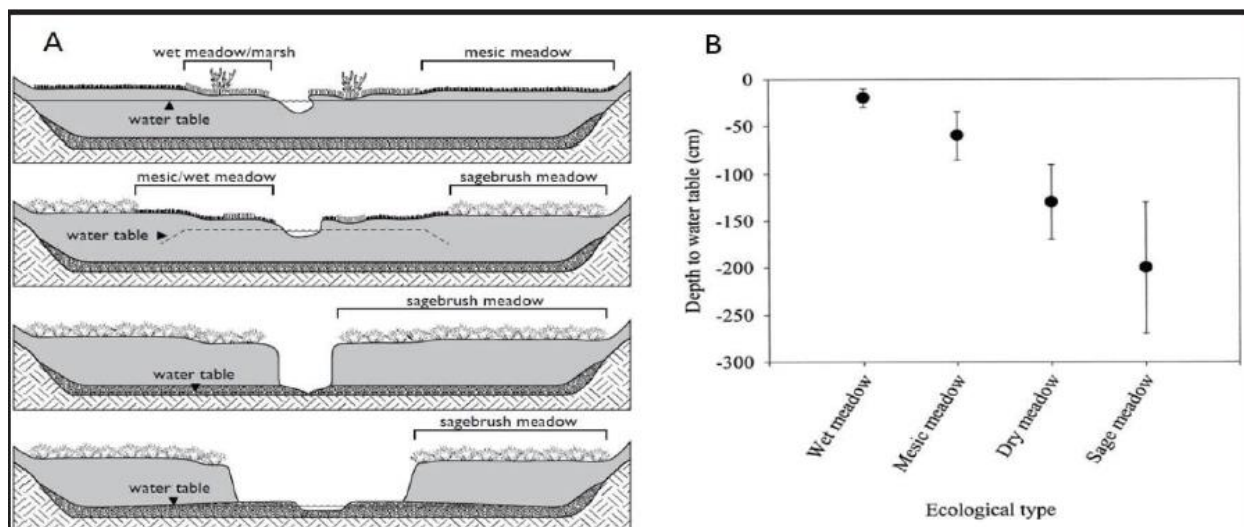 A
wet meadow/marsh
mesic meadow
water table
mesic/wet meadow
sagebrush meadow
water table
sagebrush meadow
water table
sagebrush meadow
water table
B
Depth to water table (cm)
0
-50
-100
-150
-200
-250
-300
Wet meadow
Mesic meadow
Dry meadow
Sage meadow
Ecological type